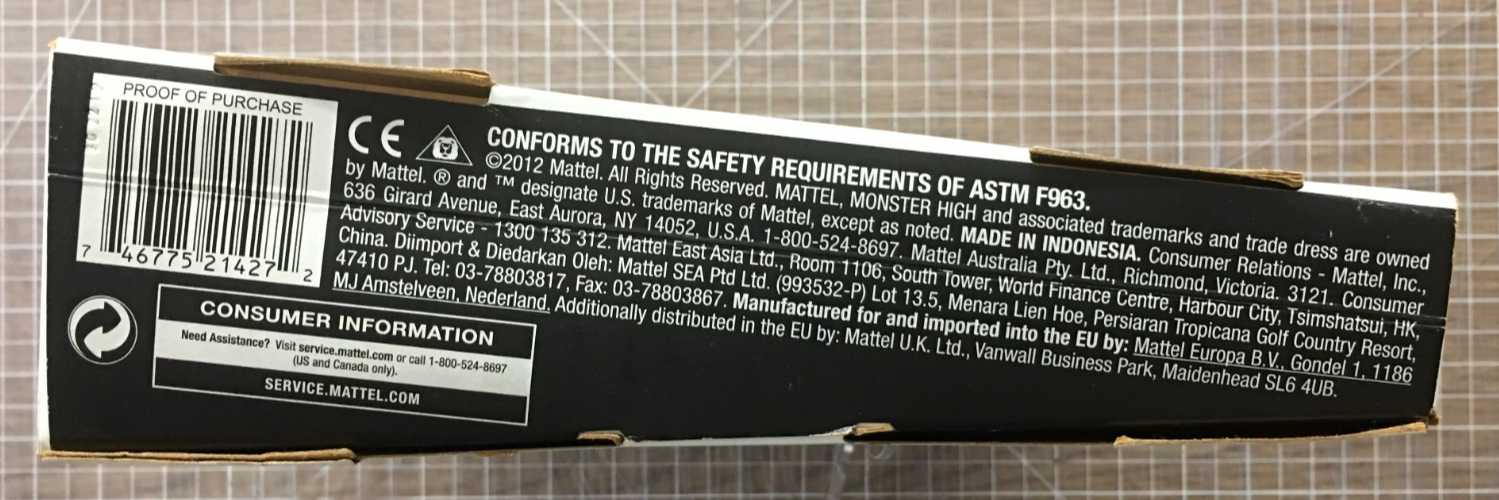 PROOF OF PURCHASE
7 46775 21427 2
CE
CONFORMS TO THE SAFETY REQUIREMENTS OF ASTM F963.
©2012 Mattel. All Rights Reserved. MATTEL, MONSTER HIGH and associated trademarks and trade dress are owned
by Mattel. ® and ™ designate U.S. trademarks of Mattel, except as noted. MADE IN INDONESIA. Consumer Relations - Mattel, Inc.,
636 Girard Avenue, East Aurora, NY 14052, U.S.A. 1-800-524-8697. Mattel Australia Pty. Ltd., Richmond, Victoria. 3121. Consumer
Advisory Service - 1300 135 312. Mattel East Asia Ltd., Room 1106, South Tower, World Finance Centre, Harbour City, Tsimshatsui, HK,
China. Diimport & Diedarkan Oleh: Mattel SEA Ptd Ltd. (993532-P) Lot 13.5, Menara Lien Hoe, Persiaran Tropicana Golf Country Resort,
47410 PJ. Tel: 03-78803817, Fax: 03-78803867. Manufactured for and imported into the EU by: Mattel Europa B.V., Gondel 1, 1186
MJ Amstelveen, Nederland. Additionally distributed in the EU by: Mattel U.K. Ltd., Vanwall Business Park, Maidenhead SL6 4UB.
CONSUMER INFORMATION
Need Assistance? Visit service.mattel.com or call 1-800-524-8697
(US and Canada only).
SERVICE.MATTEL.COM